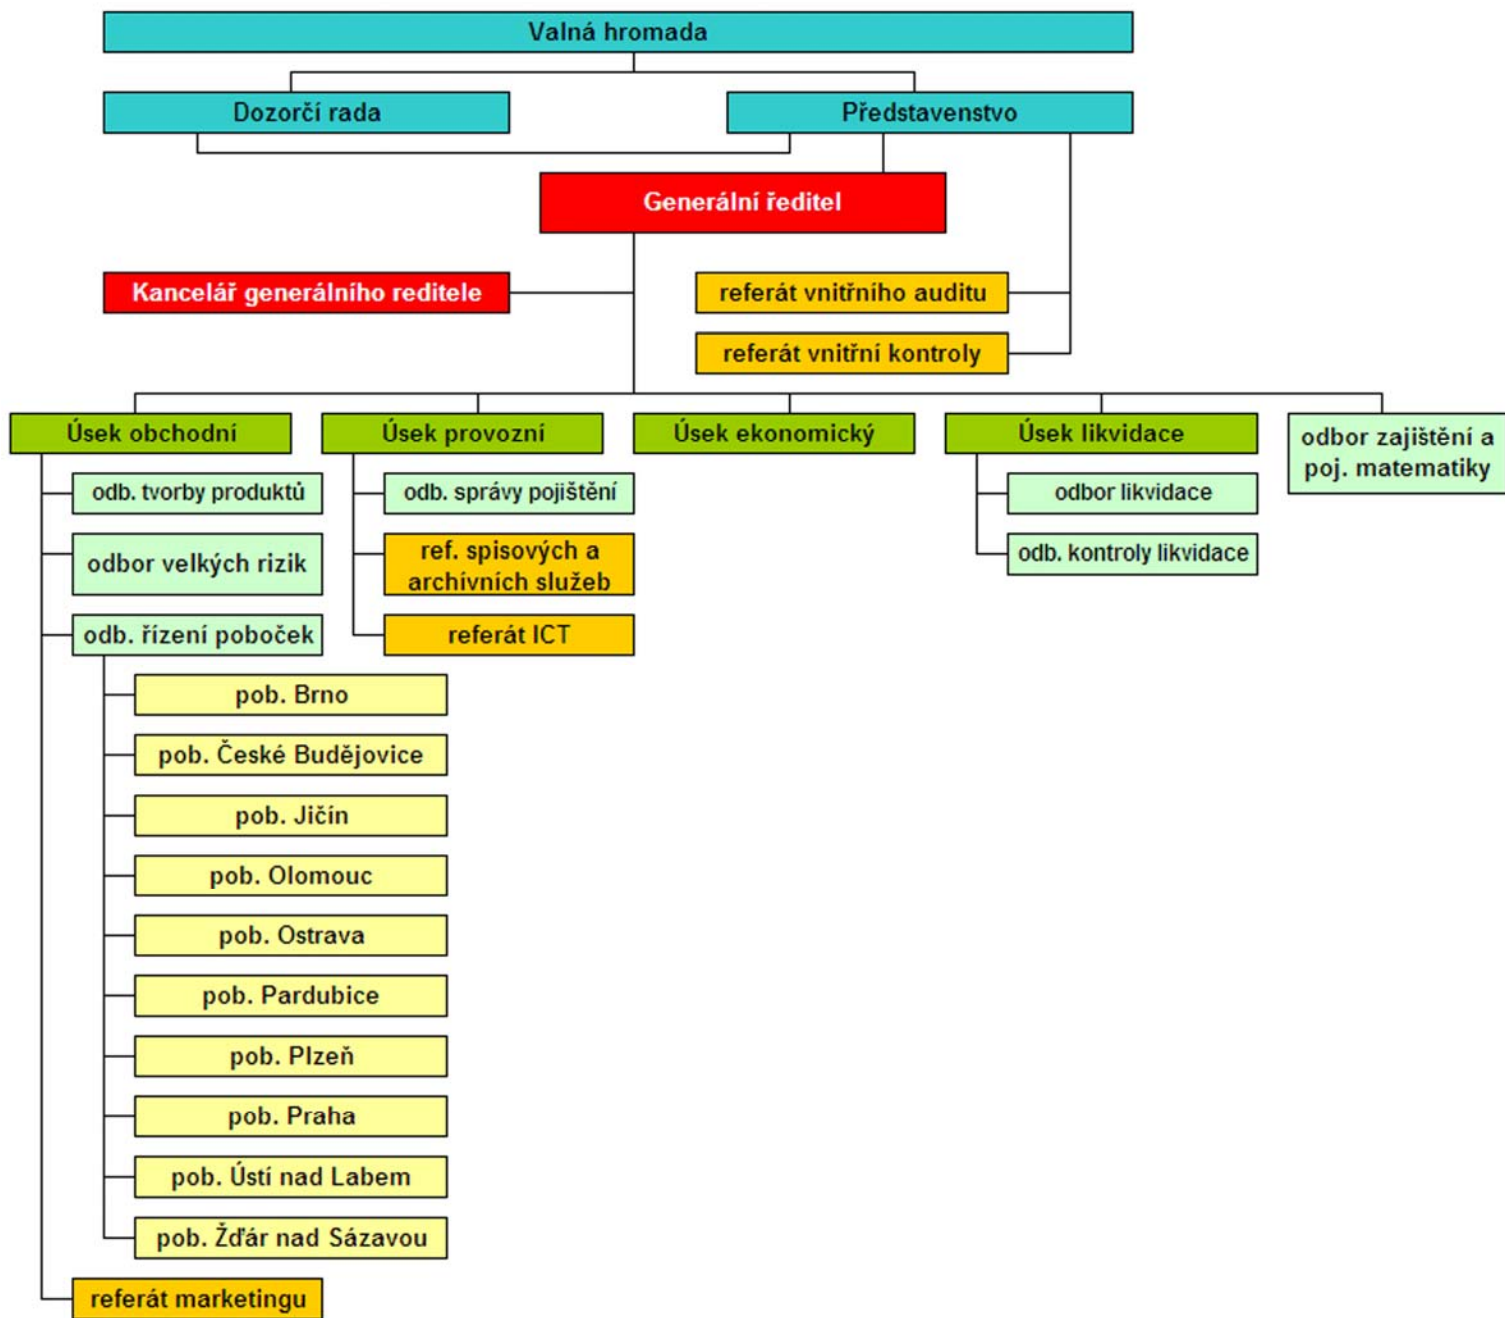 Valná hromada
Dozorčí rada
Představenstvo
Generální ředitel
Kancelář generálního reditele
referát vnitřního auditu
referát vnitřní kontroly
Úsek obchodní
Úsek provozní
Úsek ekonomický
Úsek likvidace
odbor zajištění a
poj. matematiky
odb. tvorby produktů
odbor velkých rizik
odb. řízení poboček
pob. Brno
pob. České Budějovice
pob. Jičín
pob. Olomouc
pob. Ostrava
pob. Pardubice
pob. Plzeň
pob. Praha
pob. Ústí nad Labem
pob. Žďár nad Sázavou
referát marketingu
odb. správy pojištění
ref. spisových a
archívních služeb
referát ICT
odbor likvidace
odb. kontroly likvidace